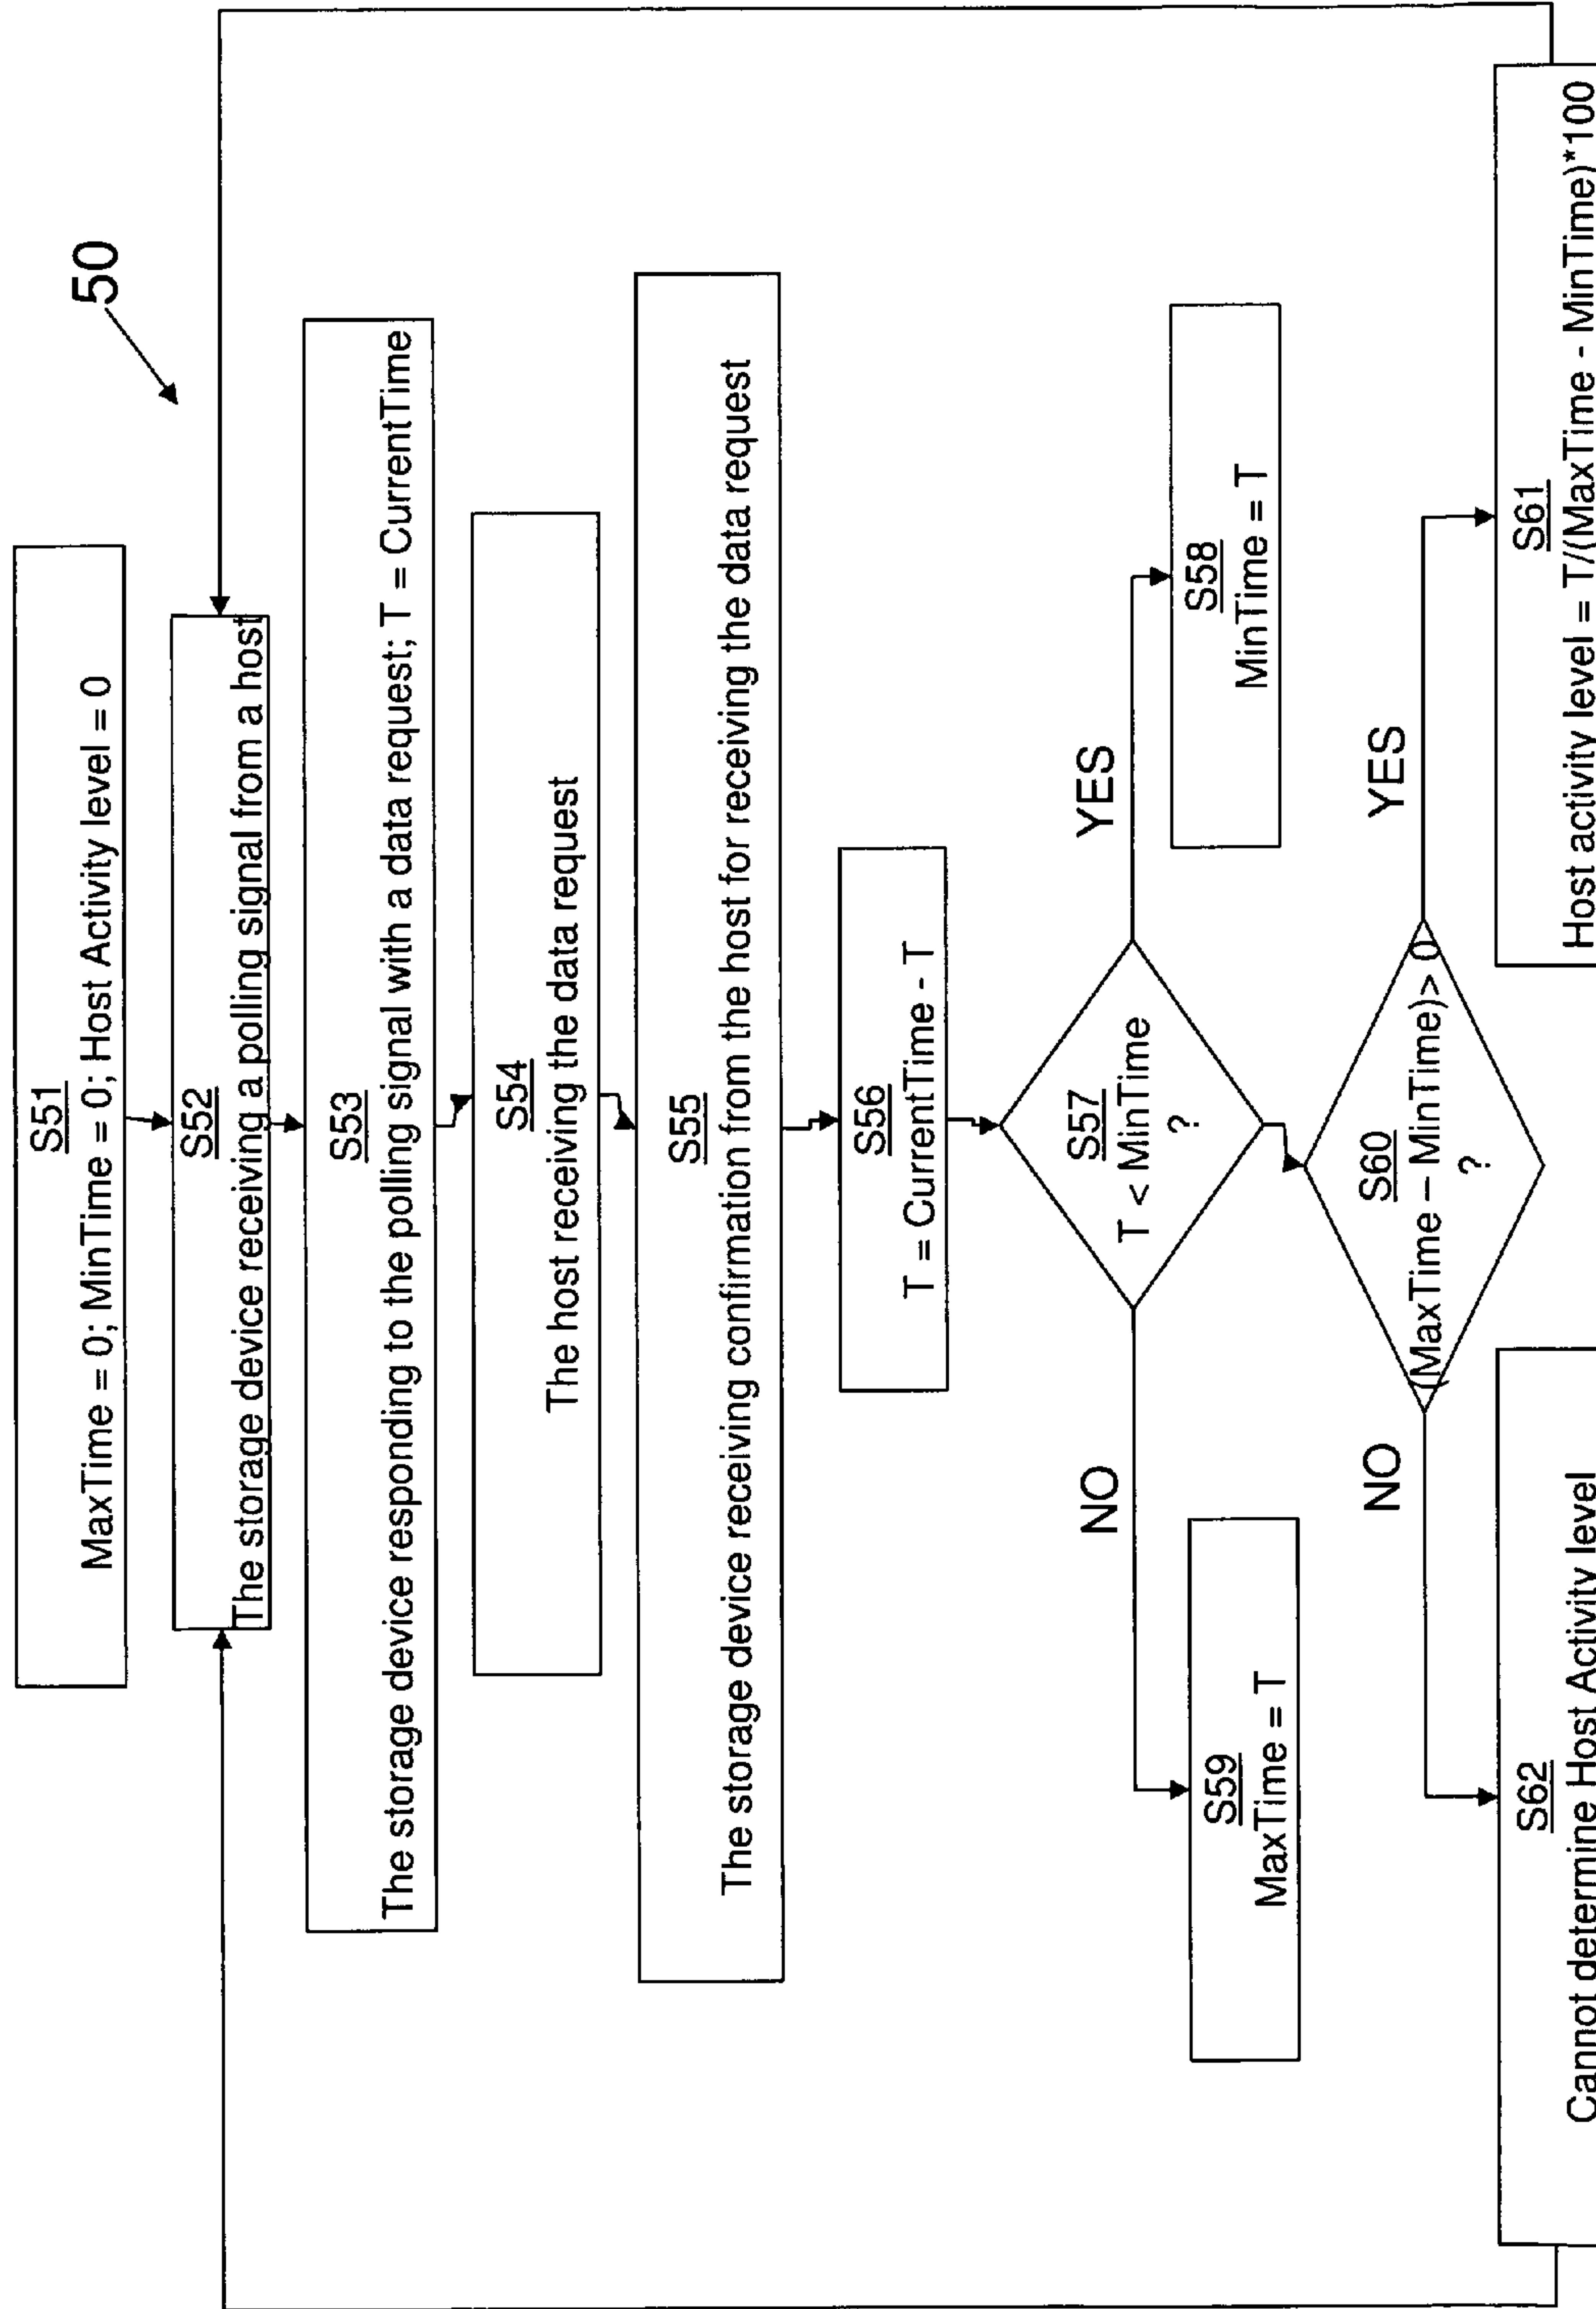 50
S51
MaxTime = 0; MinTime = 0; Host Activity level = 0
S52
The storage device receiving a polling signal from a host
S53
The storage device responding to the polling signal with a data request; T = CurrentTime
S54
The host receiving the data request
S55
The storage device receiving confirmation from the host for receiving the data request
S56
T = CurrentTime - T
S57
T < MinTime
?
NO
YES
S59
MaxTime = T
S58
MinTime = T
S60
(MaxTime – MinTime)> 0
?
NO
YES
S62
Cannot determine Host Activity level
S61
Host activity level = T/(MaxTime - MinTime)*100